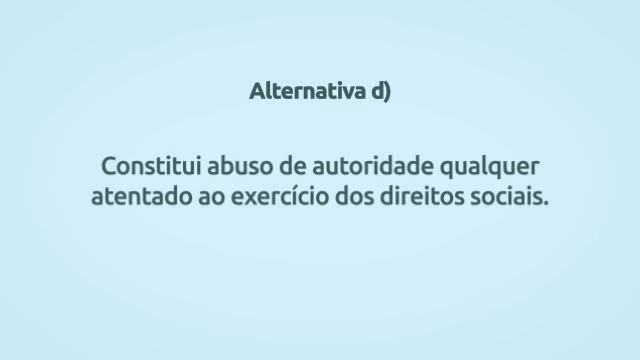 Alternativa d)
Constitui abuso de autoridade qualquer
atentado ao exercício dos direitos sociais.